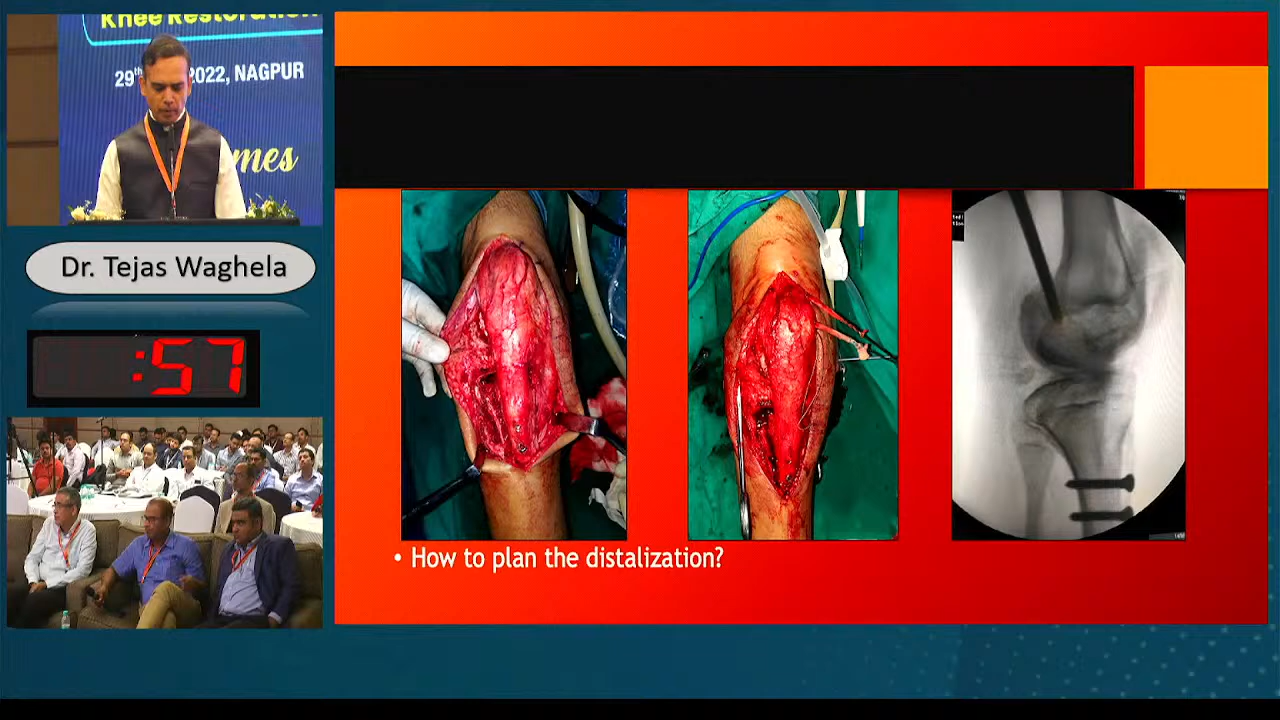 Knee Restoration
29th 2022, NAGPUR
mes
Dr. Tejas Waghela
:57
• How to plan the distalization?